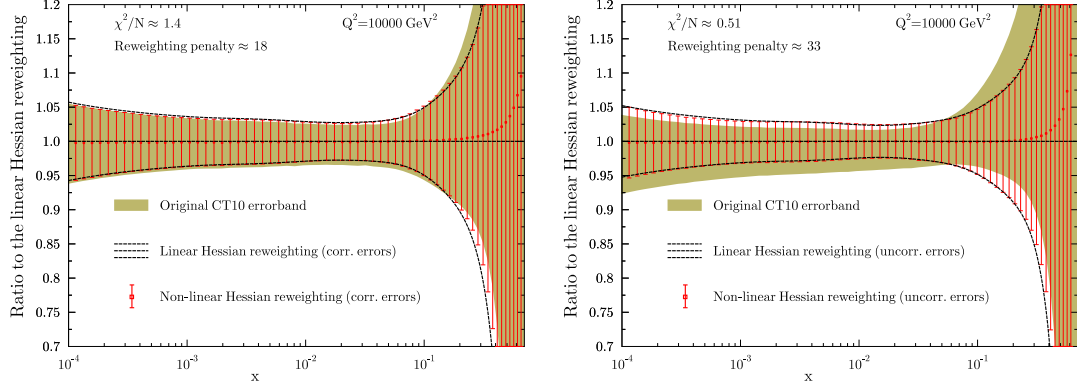 Ratio to the linear Hessian reweighting
1.2
1.15
1.1
1.05
1.0
0.95
0.9
0.85
0.8
0.75
0.7
χ²/N ≈ 1.4
Q²=10000 GeV²
Reweighting penalty ≈ 18
Original CT10 errorband
Linear Hessian reweighting (corr. errors)
Non-linear Hessian reweighting (corr. errors)
10⁻⁴ 10⁻³ 10⁻² 10⁻¹
x
Ratio to the linear Hessian reweighting
1.2
1.15
1.1
1.05
1.0
0.95
0.9
0.85
0.8
0.75
0.7
χ²/N ≈ 0.51
Q²=10000 GeV²
Reweighting penalty ≈ 33
Original CT10 errorband
Linear Hessian reweighting (uncorr. errors)
Non-linear Hessian reweighting (uncorr. errors)
10⁻⁴ 10⁻³ 10⁻² 10⁻¹
x